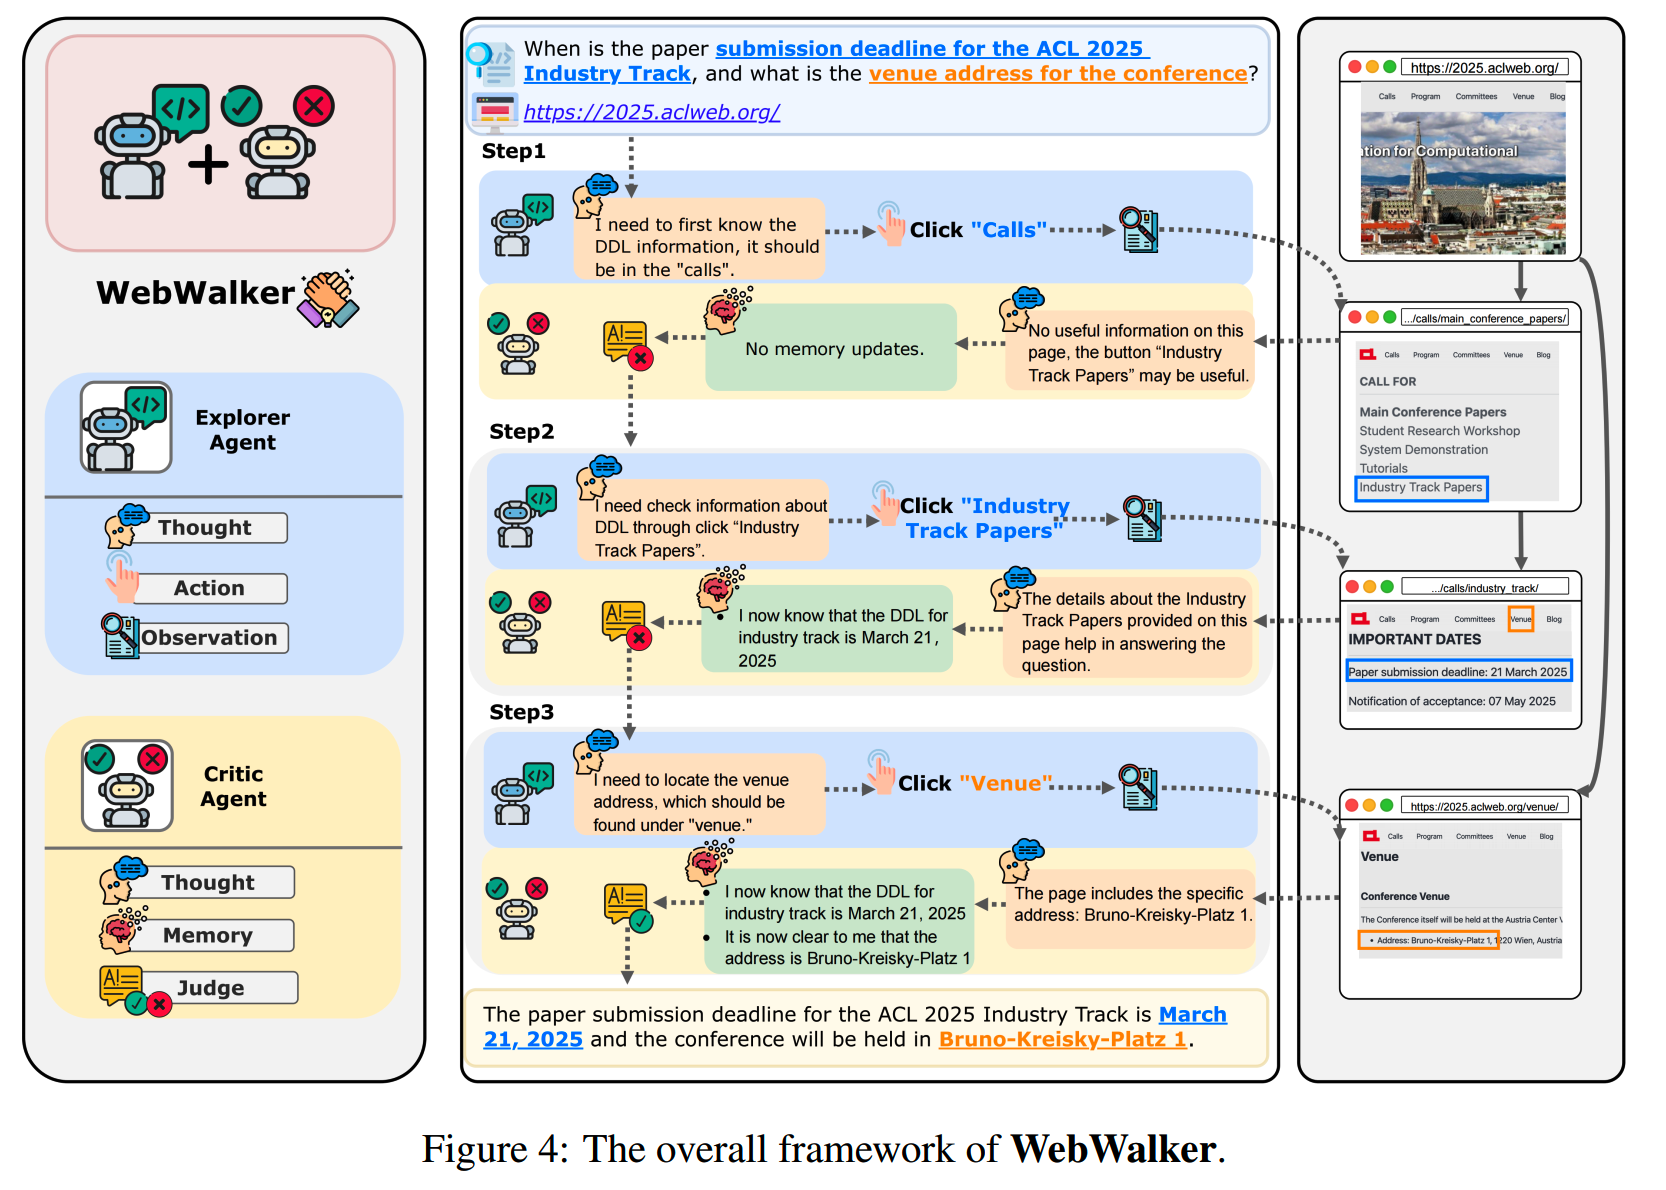 WebWalker
Explorer
Agent
Thought
Action
Observation
Critic
Agent
Thought
Memory
Judge
When is the paper submission deadline for the ACL 2025
Industry Track, and what is the venue address for the conference?
https://2025.aclweb.org/
Step1
I need to first know the
DDL information, it should
be in the "calls".
Click "Calls"
No useful information on this
page, the button “Industry
Track Papers” may be useful.
No memory updates.
A!
Step2
I need check information about
DDL through click “Industry
Track Papers”.
Click "Industry
Track Papers"
The details about the Industry
Track Papers provided on this
page help in answering the
question.
• I now know that the DDL for
industry track is March 21,
2025
A!
Step3
I need to locate the venue
address, which should be
found under "venue."
Click "Venue"
The page includes the specific
address: Bruno-Kreisky-Platz 1.
• I now know that the DDL for
industry track is March 21, 2025
• It is now clear to me that the
address is Bruno-Kreisky-Platz 1
A!
The paper submission deadline for the ACL 2025 Industry Track is March
21, 2025 and the conference will be held in Bruno-Kreisky-Platz 1.
https://2025.aclweb.org/
Calls Program Committees Venue Blog
tion for Computational
.../calls/main_conference_papers/
Calls Program Committees Venue Blog
CALL FOR
Main Conference Papers
Student Research Workshop
System Demonstration
Tutorials
Industry Track Papers
.../calls/industry_track/
Calls Program Committees Venue Blog
IMPORTANT DATES
Paper submission deadline: 21 March 2025
Notification of acceptance: 07 May 2025
https://2025.aclweb.org/venue/
Calls Program Committees Venue Blog
Venue
Conference Venue
The Conference itself will be held at the Austria Center V
• Address: Bruno-Kreisky-Platz 1, 1220 Wien, Austria
Figure 4: The overall framework of WebWalker.